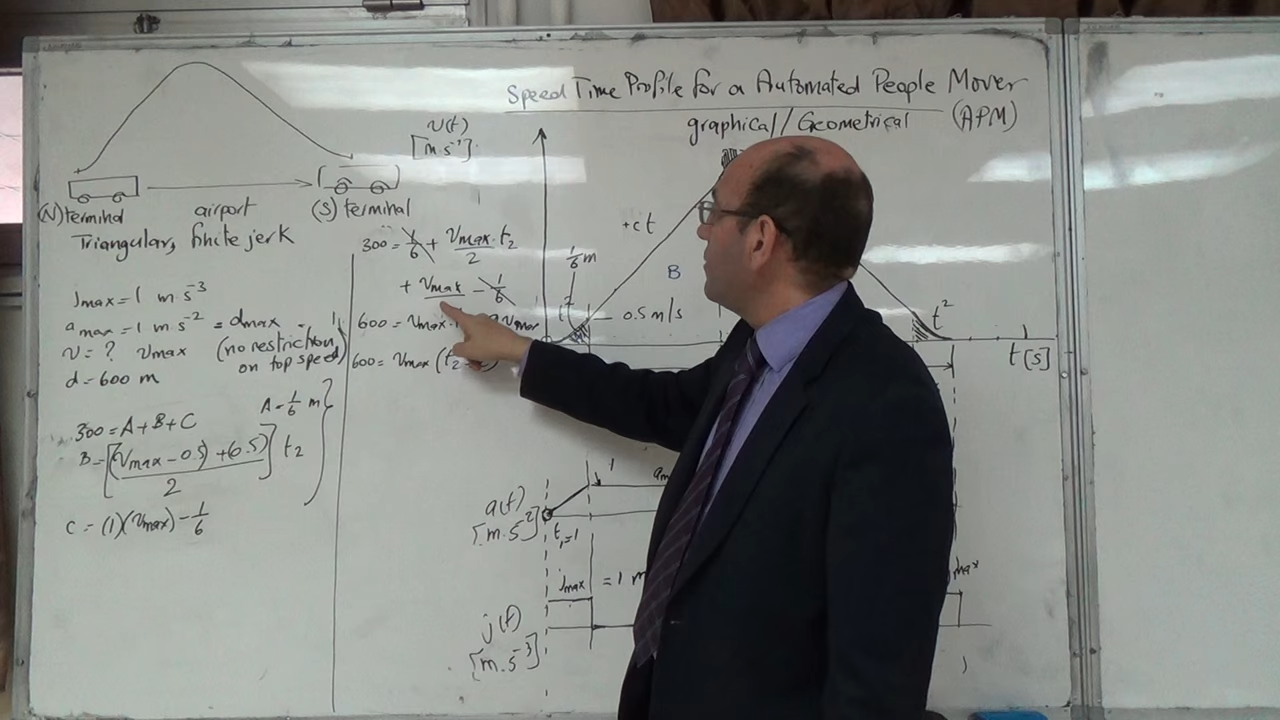 Speed Time Profile for a Automated People Mover
graphical/Geometrical (APM)
(N) terminal airport (S) terminal
Triangular, finite jerk
Jmax = 1 m s⁻³
amax = 1 m s⁻² = dmax
v = ? vmax (no restriction on top speed)
d = 600 m
300 = A + B + C
A = 1/6 m
B = [((Vmax - 0.5) + (0.5))/2] t2
C = (1)(vmax) - 1/6
300 = 1/6 + Vmax/2 . t2
+ Vmax - 1/6
600 = Vmax
600 = Vmax (t2
v(t)
[m.s⁻¹]
+ct
1/6 m
B
t²
0.5 m/s
t²
t[s]
a(t)
[m.s⁻²]
t1=1
1
Jmax = 1
max
j(t)
[m.s⁻³]